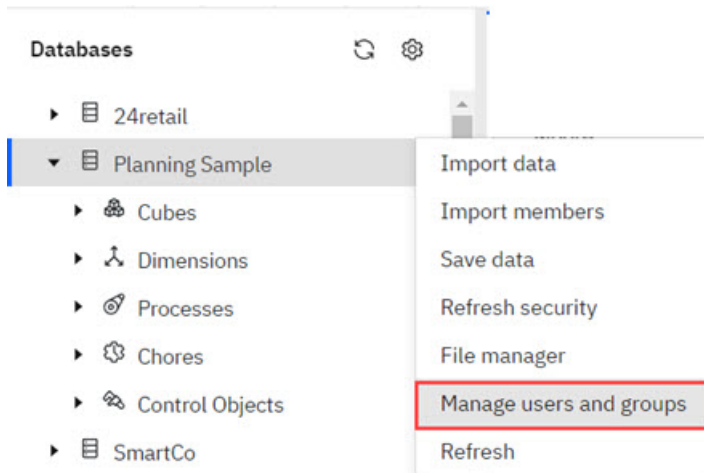 Databases
24retail
Planning Sample
Cubes
Dimensions
Processes
Chores
Control Objects
SmartCo
Import data
Import members
Save data
Refresh security
File manager
Manage users and groups
Refresh